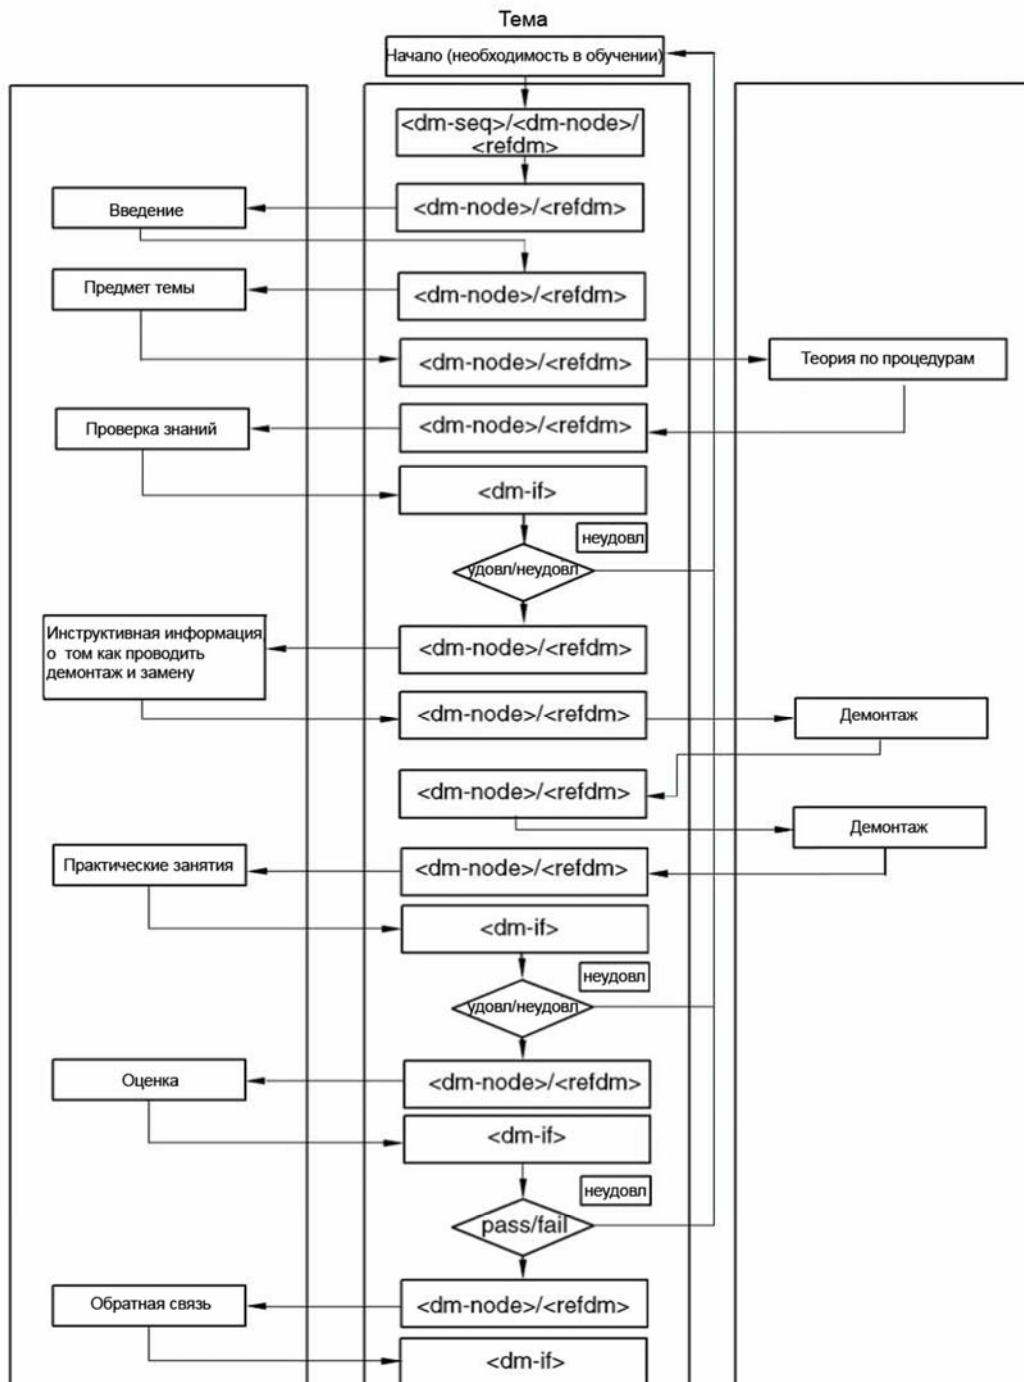 Тема
Начало (необходимость в обучении)
<dm-seq>/<dm-node>/
<refdm>
Введение
<dm-node>/<refdm>
Предмет темы
<dm-node>/<refdm>
<dm-node>/<refdm>
Теория по процедурам
Проверка знаний
<dm-node>/<refdm>
<dm-if>
неудовл
удовл/неудовл
Инструктивная информация
о том как проводить
демонтаж и замену
<dm-node>/<refdm>
<dm-node>/<refdm>
Демонтаж
<dm-node>/<refdm>
Демонтаж
Практические занятия
<dm-node>/<refdm>
<dm-if>
неудовл
удовл/неудовл
Оценка
<dm-node>/<refdm>
<dm-if>
неудовл
pass/fail
Обратная связь
<dm-node>/<refdm>
<dm-if>